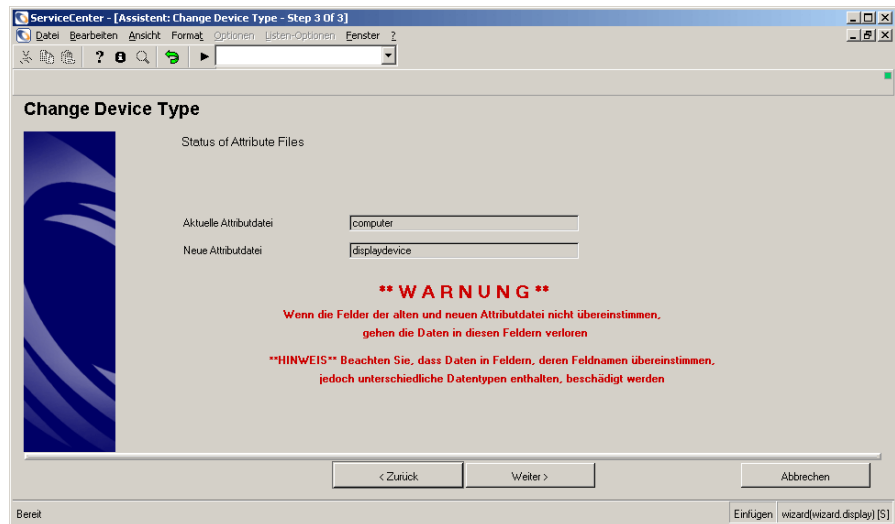 ServiceCenter - [Assistent: Change Device Type - Step 3 Of 3]
Datei Bearbeiten Ansicht Format Optionen Listen-Optionen Fenster ?
Change Device Type
Status of Attribute Files
Aktuelle Attributdatei computer
Neue Attributdatei displaydevice
** W A R N U N G **
Wenn die Felder der alten und neuen Attributdatei nicht übereinstimmen,
gehen die Daten in diesen Feldern verloren
**HINWEIS** Beachten Sie, dass Daten in Feldern, deren Feldnamen übereinstimmen,
jedoch unterschiedliche Datentypen enthalten, beschädigt werden
< Zurück Weiter > Abbrechen
Bereit Einfügen wizard(wizard.display) [S]